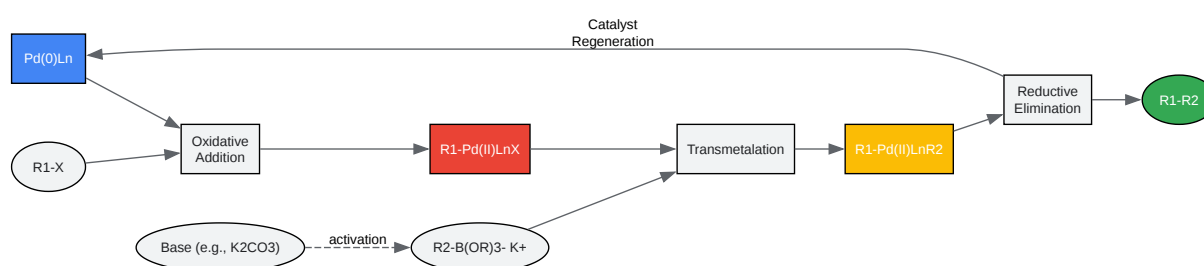 Catalyst
Regeneration
Pd(0)Ln
Reductive
Elimination
R1-R2
Oxidative
Addition
R1-Pd(II)LnX
Transmetalation
R1-Pd(II)LnR2
R1-X
Base (e.g., K2CO3)
activation
R2-B(OR)3- K+